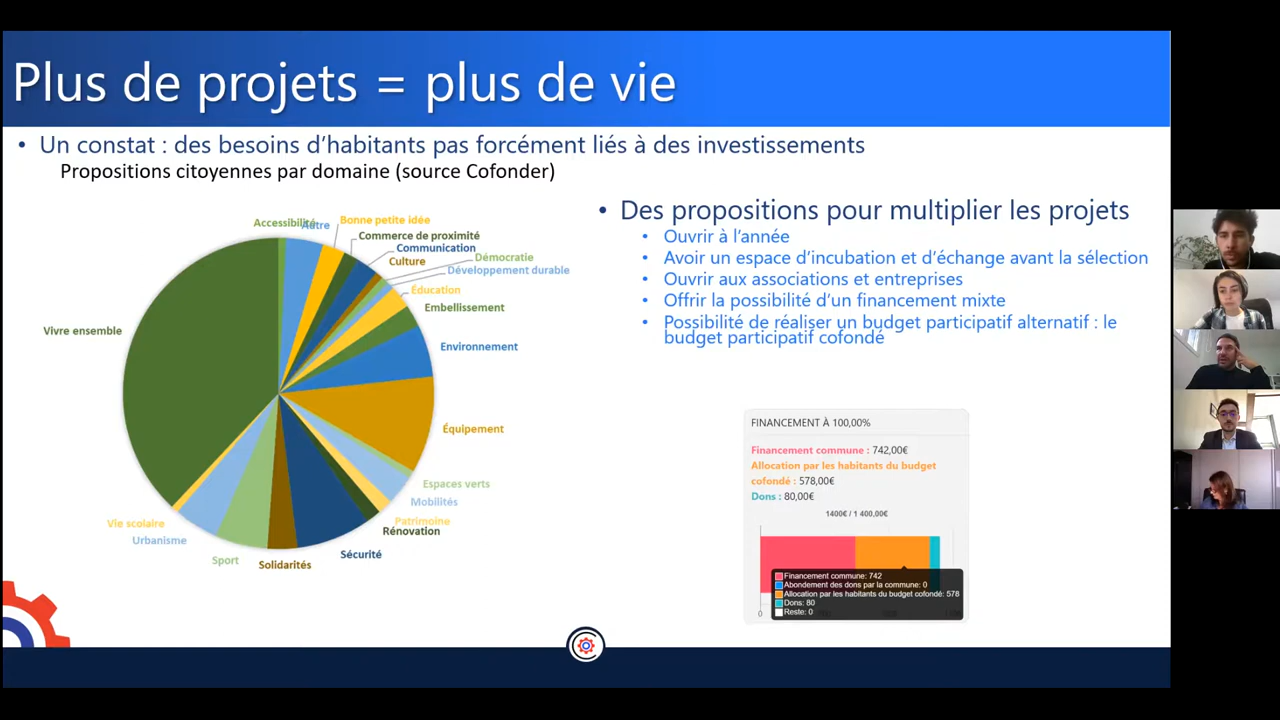 Plus de projets = plus de vie
• Un constat : des besoins d'habitants pas forcément liés à des investissements
Propositions citoyennes par domaine (source Cofonder)
Accessibilité
Autre
Bonne petite idée
Commerce de proximité
Communication
Culture
Démocratie
Développement durable
Éducation
Embellissement
Environnement
Équipement
Espaces verts
Mobilités
Patrimoine
Rénovation
Sécurité
Solidarités
Sport
Urbanisme
Vie scolaire
Vivre ensemble
• Des propositions pour multiplier les projets
• Ouvrir à l'année
• Avoir un espace d'incubation et d'échange avant la sélection
• Ouvrir aux associations et entreprises
• Offrir la possibilité d'un financement mixte
• Possibilité de réaliser un budget participatif alternatif : le
budget participatif cofondé
FINANCEMENT À 100,00%
Financement commune : 742,00€
Allocation par les habitants du budget
cofondé : 578,00€
Dons : 80,00€
1400€ / 1 400,00€
Financement commune: 742
Abondement des dons par la commune: 0
Allocation par les habitants du budget cofondé: 578
Dons: 80
Reste: 0
0